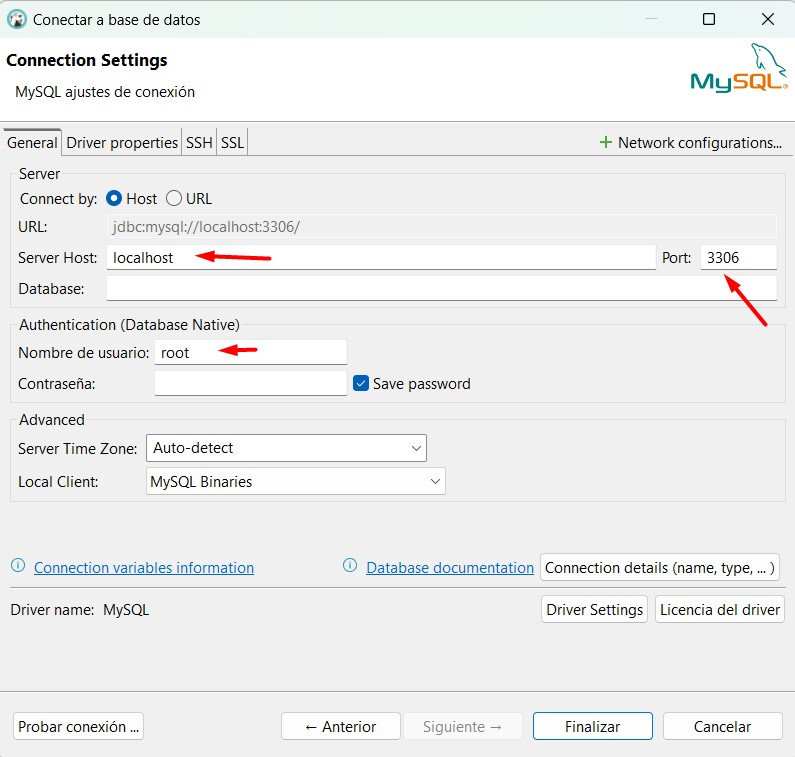 Conectar a base de datos
Connection Settings
MySQL ajustes de conexión
MySQL
General Driver properties SSH SSL
Network configurations...
Server
Connect by: Host URL
URL: jdbc:mysql://localhost:3306/
Server Host: localhost Port: 3306
Database:
Authentication (Database Native)
Nombre de usuario: root
Contraseña: Save password
Advanced
Server Time Zone: Auto-detect
Local Client: MySQL Binaries
Connection variables information Database documentation Connection details (name, type, ... )
Driver name: MySQL Driver Settings Licencia del driver
Probar conexión ... ← Anterior Siguiente → Finalizar Cancelar